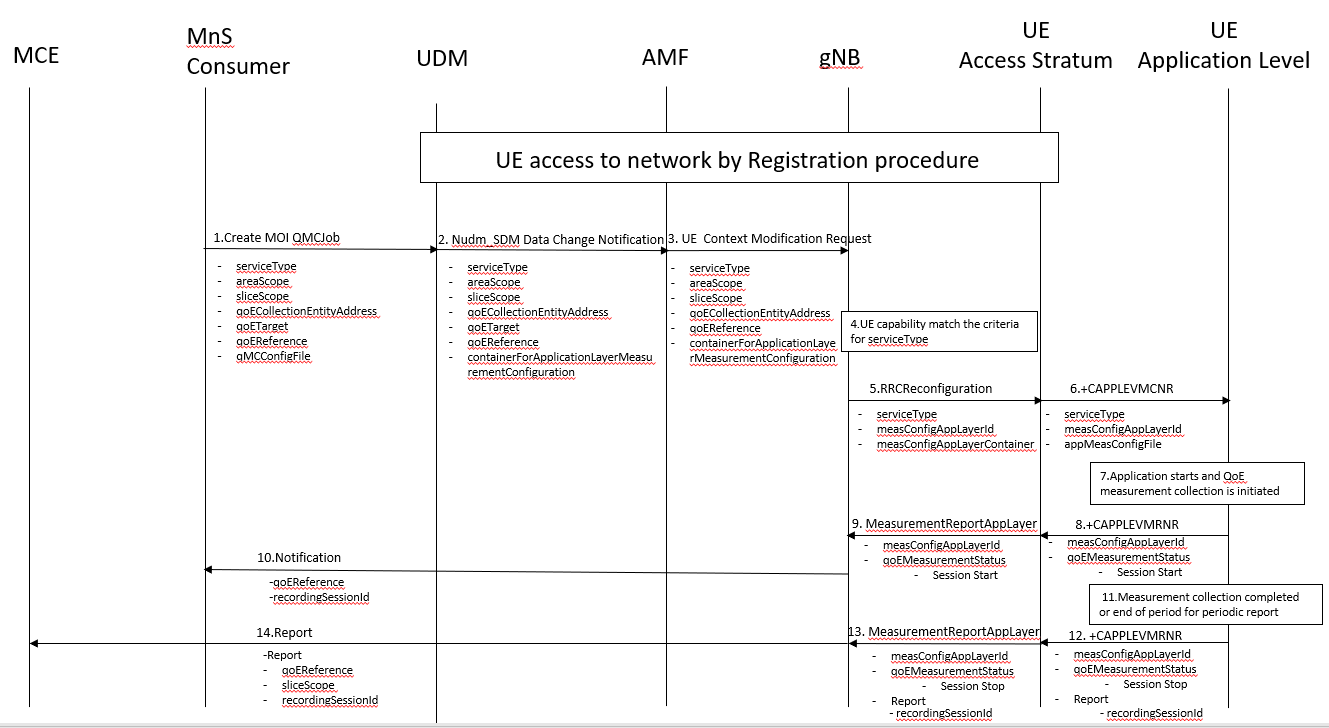 MCE
MnS
Consumer
UDM
AMF
gNB
UE
Access Stratum
UE
Application Level
UE access to network by Registration procedure
1.Create MOI QMCJob
- serviceType
- areaScope
- sliceScope
- qoECollectionEntityAddress
- qoETarget
- qoEReference
- qMCConfigFile
2. Nudm_SDM Data Change Notification
- serviceType
- areaScope
- sliceScope
- qoECollectionEntityAddress
- qoETarget
- qoEReference
- containerForApplicationLayerMeasu
rementConfiguration
3. UE Context Modification Request
- serviceType
- areaScope
- sliceScope
- qoECollectionEntityAddress
- qoEReference
- containerForApplicationLaye
rMeasurementConfiguration
4.UE capability match the criteria
for serviceType
5.RRCReconfiguration
- serviceType
- measConfigAppLayerId
- measConfigAppLayerContainer
6.+CAPPLEVMCNR
- serviceType
- measConfigAppLayerId
- appMeasConfigFile
7.Application starts and QoE
measurement collection is initiated
8.+CAPPLEVMRNR
- measConfigAppLayerId
- qoEMeasurementStatus
- Session Start
9. MeasurementReportAppLayer
- measConfigAppLayerId
- qoEMeasurementStatus
- Session Start
10.Notification
-qoEReference
-recordingSessionId
11.Measurement collection completed
or end of period for periodic report
12. +CAPPLEVMRNR
- measConfigAppLayerId
- qoEMeasurementStatus
- Session Stop
- Report
- recordingSessionId
13. MeasurementReportAppLayer
- measConfigAppLayerId
- qoEMeasurementStatus
- Session Stop
- Report
- recordingSessionId
14.Report
-Report
- qoEReference
- sliceScope
- recordingSessionId